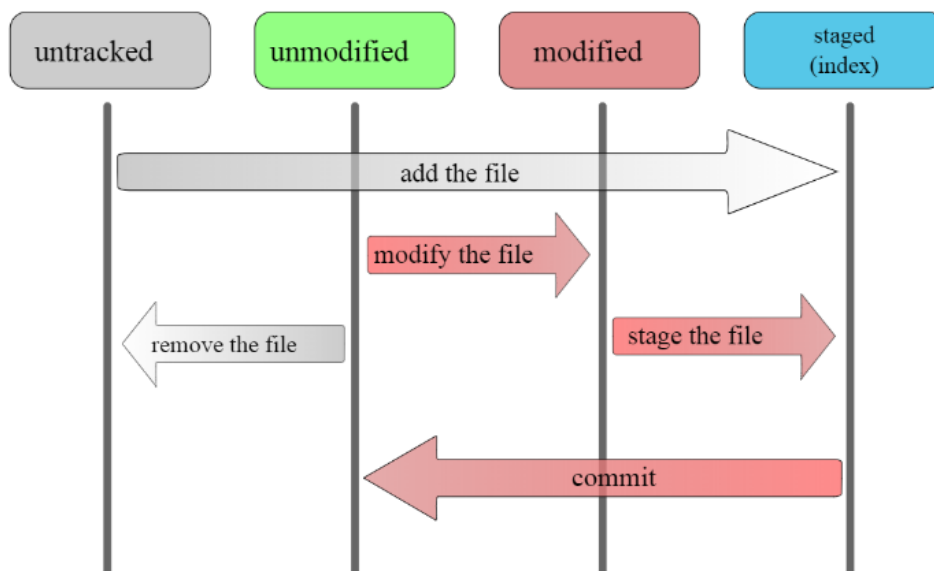 untracked
unmodified
modified
staged
(index)
add the file
modify the file
remove the file
stage the file
commit